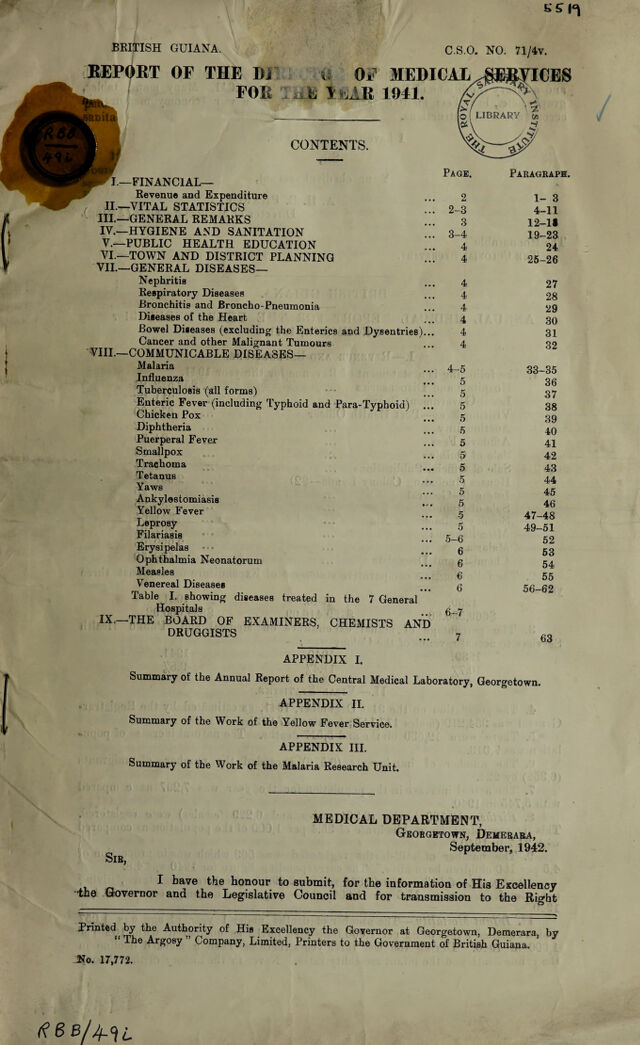 5519
BRITISH GUIANA. C.S.O. NO. 71/4v.
REPORT OF THE OF MEDICAL SERVICES
FOR THE YEAR 1941.
THE ROYAL SANITARY INSTITUTE
LIBRARY
RBB
49i
CONTENTS.
PAGE. PARAGRAPH.
I.—FINANCIAL—
Revenue and Expenditure ... 2 1- 3
II.—VITAL STATISTICS ... 2-3 4-11
III.—GENERAL REMARKS ... 3 12-18
IV.—HYGIENE AND SANITATION ... 3-4 19-23
V.—PUBLIC HEALTH EDUCATION ... 4 24
VI.—TOWN AND DISTRICT PLANNING ... 4 25-26
VII.—GENERAL DISEASES—
Nephritis ... 4 27
Respiratory Diseases ... 4 28
Bronchitis and Broncho-Pneumonia ... 4 29
Diseases of the Heart ... 4 30
Bowel Diseases (excluding the Enterics and Dysentries)... 4 31
Cancer and other Malignant Tumours ... 4 32
VIII.—COMMUNICABLE DISEASES—
Malaria ... 4-5 33-35
Influenza ... 5 36
Tuberculosis (all forms) ... 5 37
Enteric Fever (including Typhoid and Para-Typhoid) ... 5 38
Chicken Pox ... 5 39
Diphtheria ... 5 40
Puerperal Fever ... 5 41
Smallpox ... 5 42
Trachoma ... 5 43
Tetanus ... 5 44
Yaws ... 5 45
Ankylostomiasis ... 5 46
Yellow Fever ... 5 47-48
Leprosy ... 5 49-51
Filariasis ... 5-6 52
Erysipelas ... 6 53
Ophthalmia Neonatorum ... 6 54
Measles ... 6 55
Venereal Diseases ... 6 56-62
Table I. showing diseases treated in the 7 General
Hospitals ... 6-7
IX.—THE BOARD OF EXAMINERS, CHEMISTS AND
DRUGGISTS ... 7 63
APPENDIX I.
Summary of the Annual Report of the Central Medical Laboratory, Georgetown.
APPENDIX II.
Summary of the Work of the Yellow Fever Service.
APPENDIX III.
Summary of the Work of the Malaria Research Unit.
MEDICAL DEPARTMENT,
GEORGETOWN, DEMERARA,
September, 1942.
SIR,
I have the honour to submit, for the information of His Excellency
the Governor and the Legislative Council and for transmission to the Right
Printed by the Authority of His Excellency the Governor at Georgetown, Demerara, by
"The Argosy" Company, Limited, Printers to the Government of British Guiana.
No. 17,772.
RBB/49i